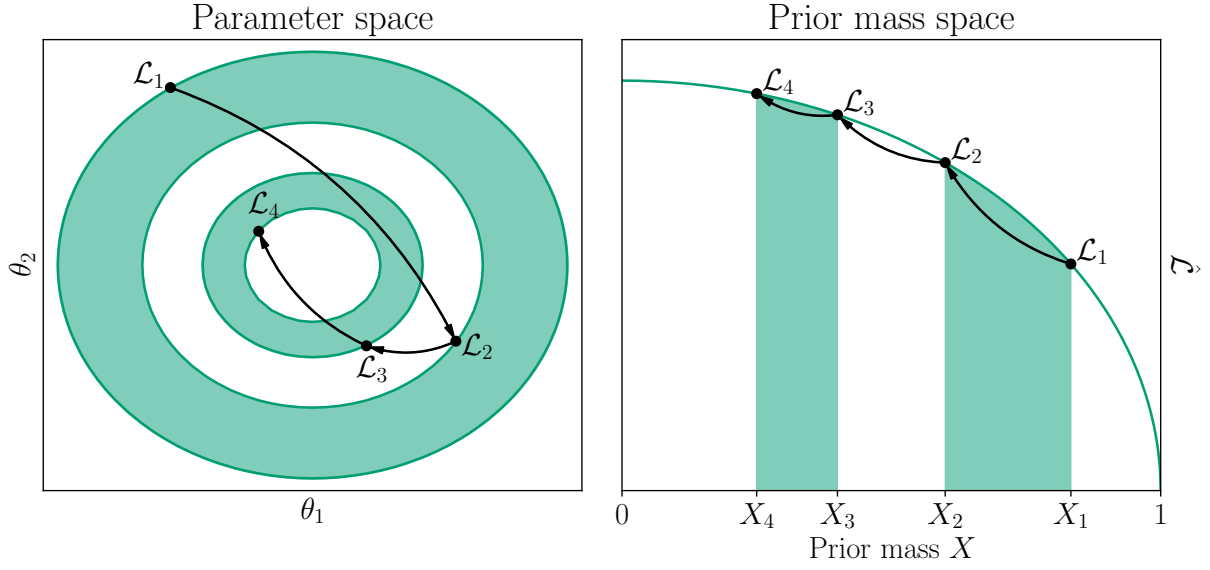 Parameter space
ℒ₁
ℒ₄
ℒ₂
ℒ₃
θ₂
θ₁
Prior mass space
ℒ₄
ℒ₃
ℒ₂
ℒ₁
ℒ
0
X₄
X₃
X₂
X₁
1
Prior mass X